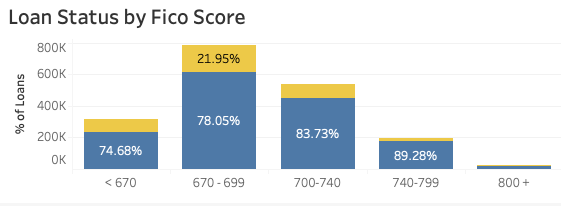 Loan Status by Fico Score
% of Loans
800K
600K
400K
200K
0K
21.95%
78.05%
83.73%
74.68%
89.28%
< 670
670 - 699
700-740
740-799
800 +